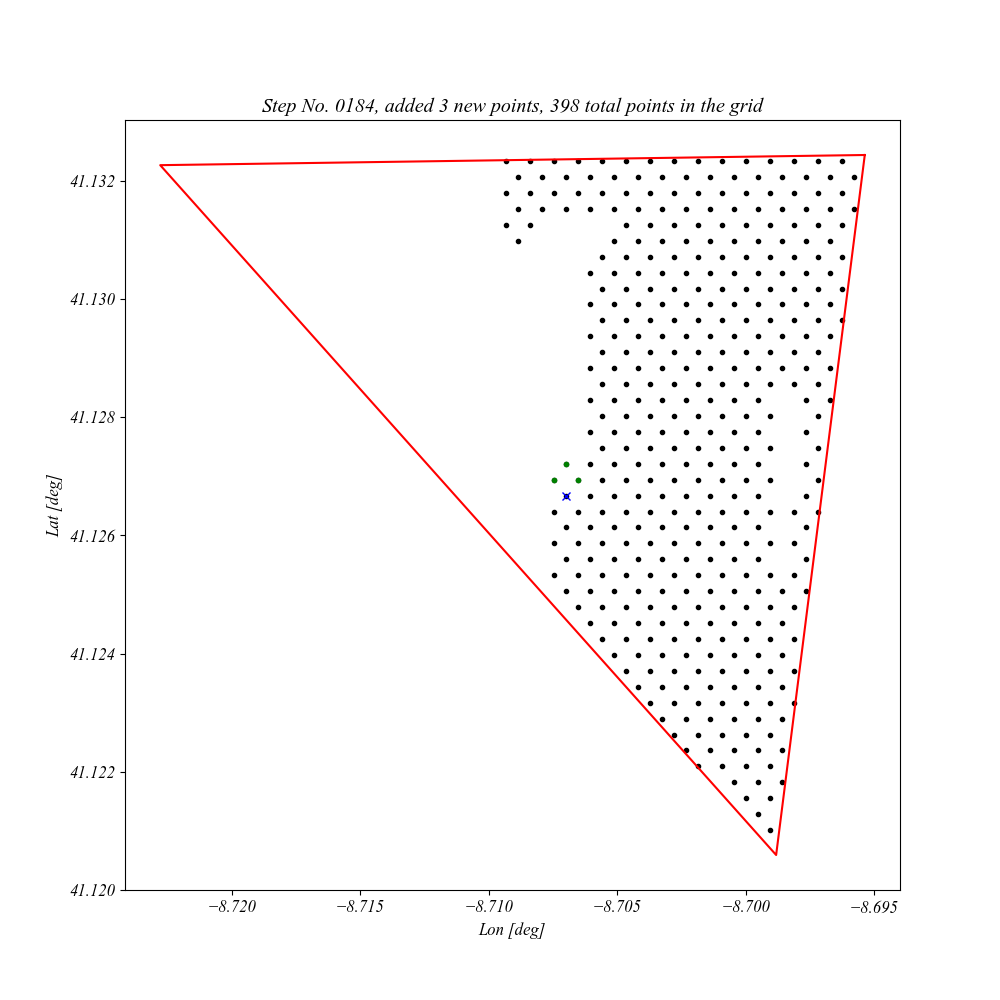 Step No. 0184, added 3 new points, 398 total points in the grid
41.132
41.130
41.128
41.126
41.124
41.122
41.120
Lat [deg]
−8.720 −8.715 −8.710 −8.705 −8.700 −8.695
Lon [deg]